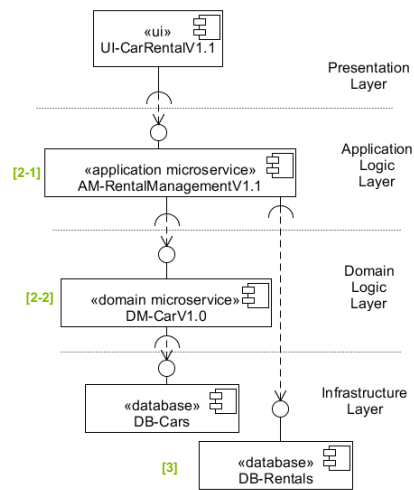 «ui»
UI-CarRentalV1.1
Presentation
Layer
[2-1]
«application microservice»
AM-RentalManagementV1.1
Application
Logic
Layer
[2-2]
«domain microservice»
DM-CarV1.0
Domain
Logic
Layer
«database»
DB-Cars
Infrastructure
Layer
[3]
«database»
DB-Rentals